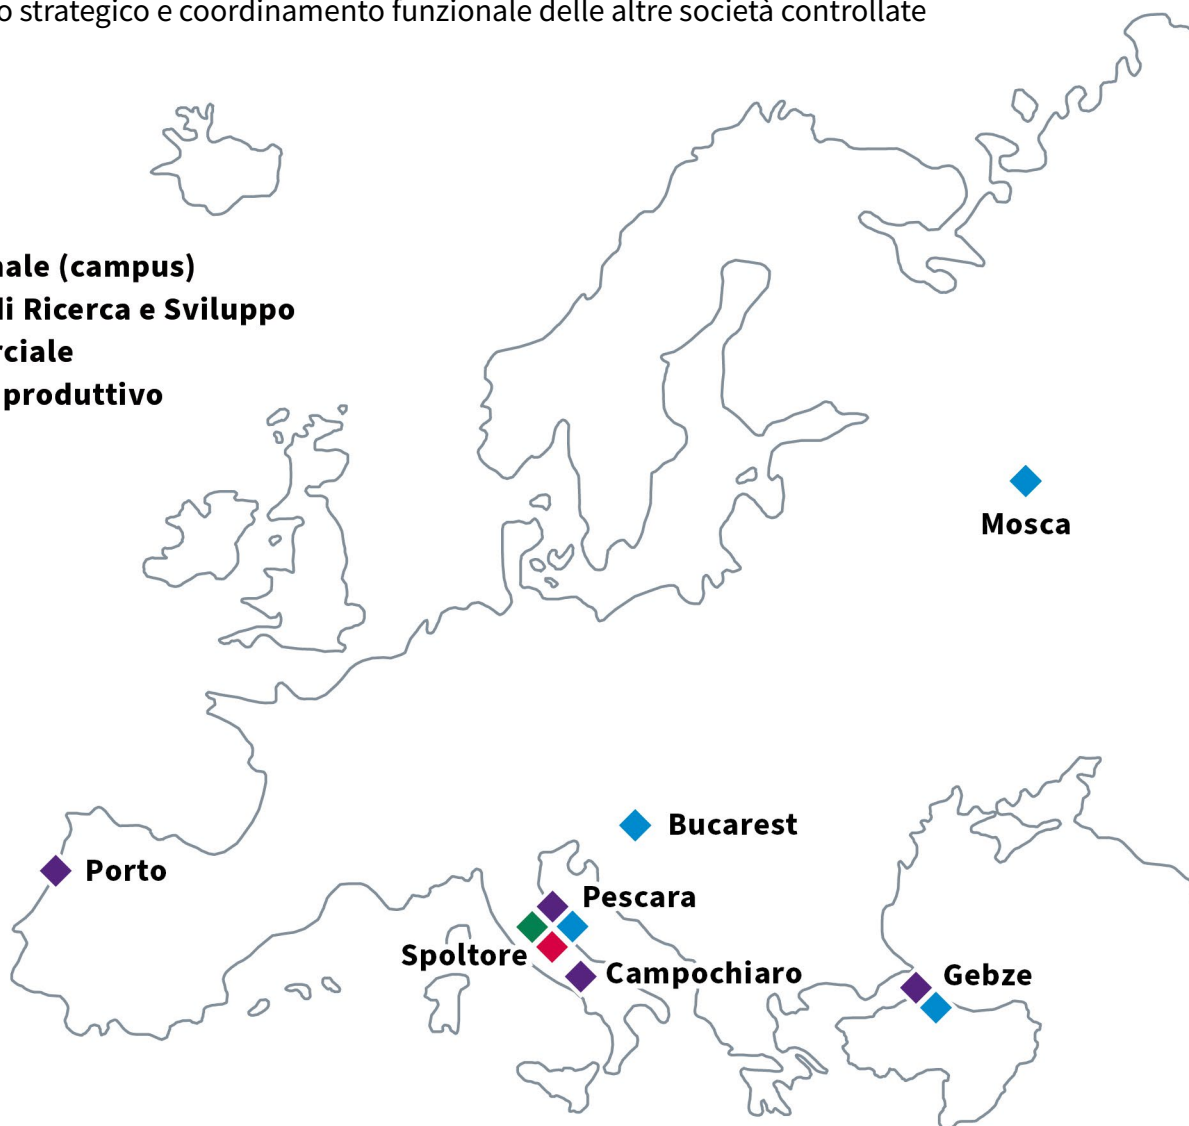 o strategico e coordinamento funzionale delle altre società controllate
ale (campus)
di Ricerca e Sviluppo
rciale
produttivo
Mosca
Bucarest
Porto
Pescara
Spoltore
Campochiaro
Gebze